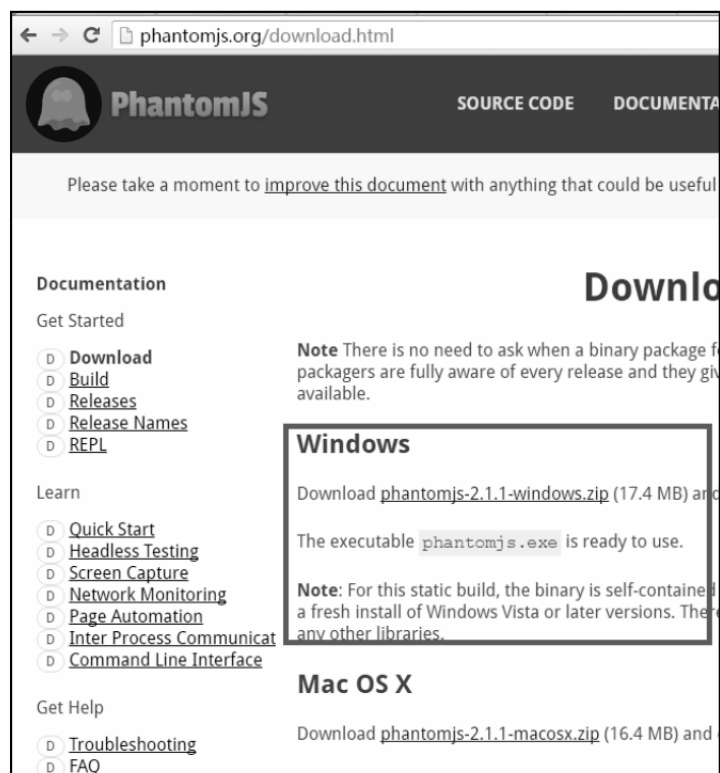 phantomjs.org/download.html
PhantomJS
SOURCE CODE DOCUMENTA
Please take a moment to improve this document with anything that could be useful
Documentation
Get Started
D Download
D Build
D Releases
D Release Names
D REPL
Learn
D Quick Start
D Headless Testing
D Screen Capture
D Network Monitoring
D Page Automation
D Inter Process Communicat
D Command Line Interface
Get Help
D Troubleshooting
D FAQ
Downlo
Note There is no need to ask when a binary package f
packagers are fully aware of every release and they giv
available.
Windows
Download phantomjs-2.1.1-windows.zip (17.4 MB) and
The executable phantomjs.exe is ready to use.
Note: For this static build, the binary is self-contained
a fresh install of Windows Vista or later versions. There
any other libraries.
Mac OS X
Download phantomjs-2.1.1-macosx.zip (16.4 MB) and